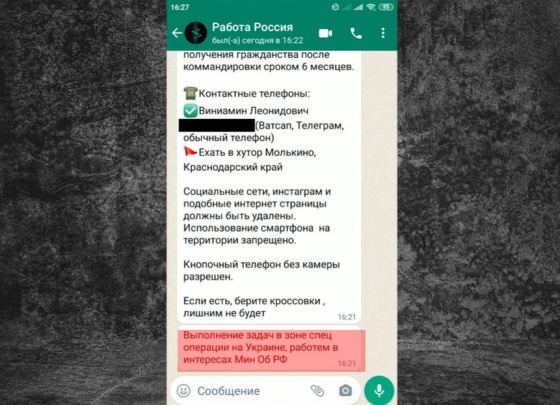 16:27
Работа Россия
был(-а) сегодня в 16:22
получения гражданства после
коммандировки сроком 6 месяцев.
Контактные телефоны:
Виниамин Леонидович
(Ватсап, Телеграм,
обычный телефон)
Ехать в хутор Молькино,
Краснодарский край
Социальные сети, инстаграм и
подобные интернет страницы
должны быть удалены.
Использование смартфона на
территории запрещено.
Кнопочный телефон без камеры
разрешен.
Если есть, берите кроссовки ,
лишним не будет
16:21
Выполнение задач в зоне спец
операции на Украине, работем в
интересах Мин Об РФ
16:21
Сообщение